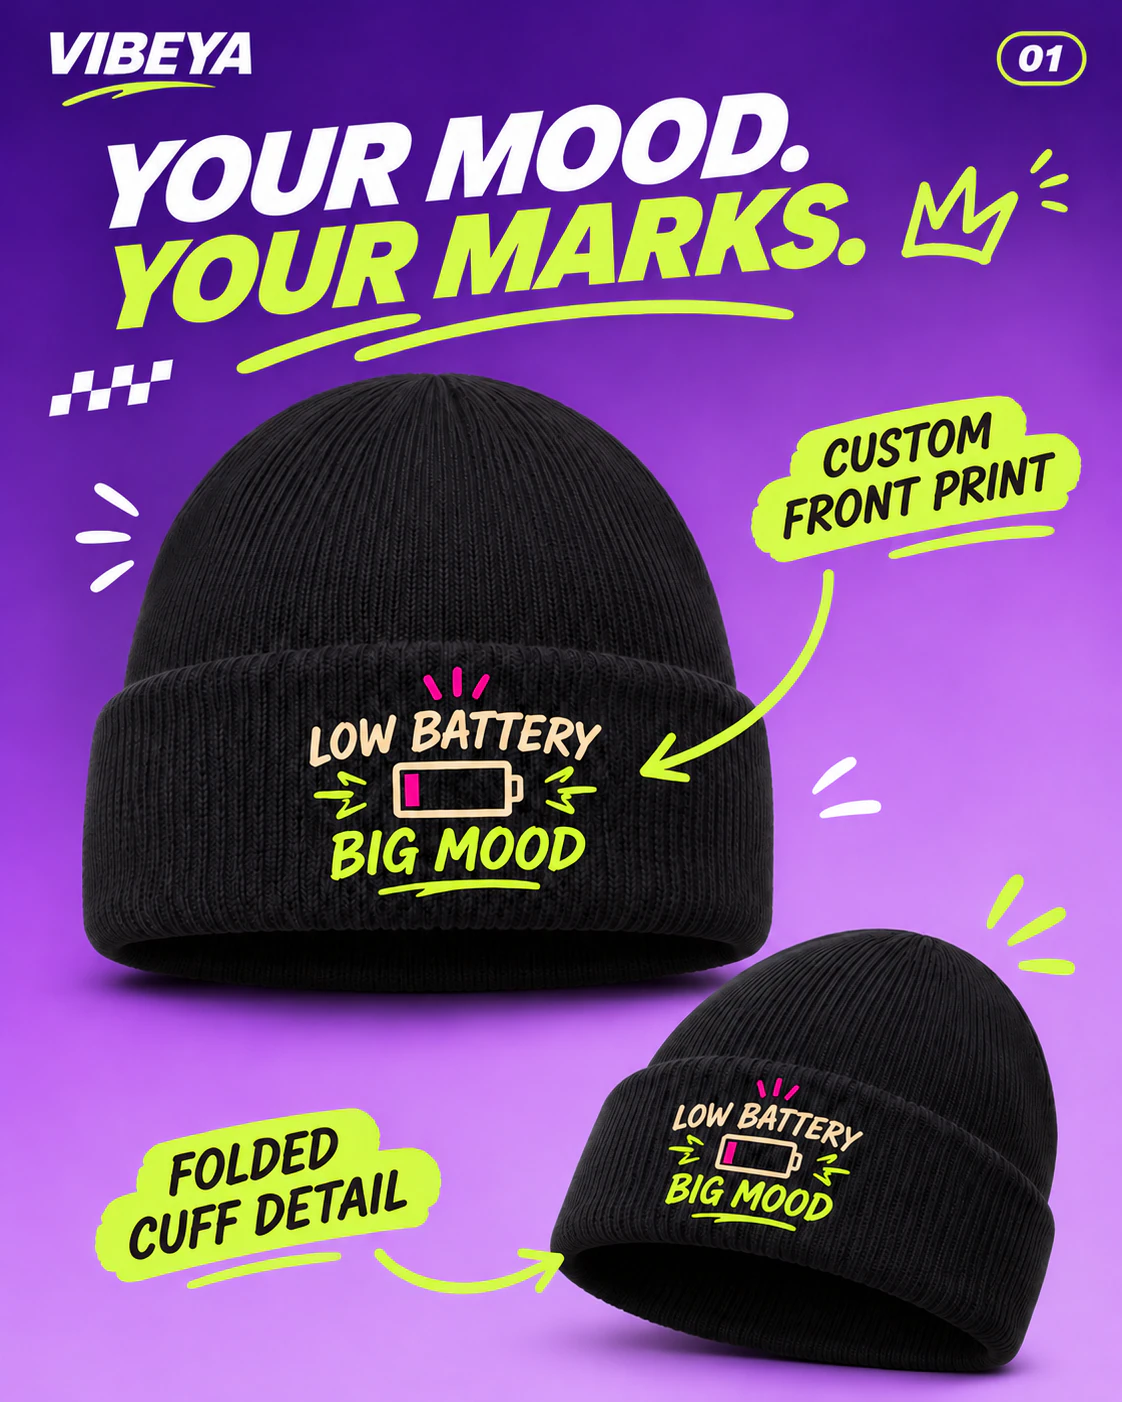 VIBEYA
01
YOUR MOOD.
YOUR MARKS.
CUSTOM
FRONT PRINT
LOW BATTERY
BIG MOOD
LOW BATTERY
BIG MOOD
FOLDED
CUFF DETAIL